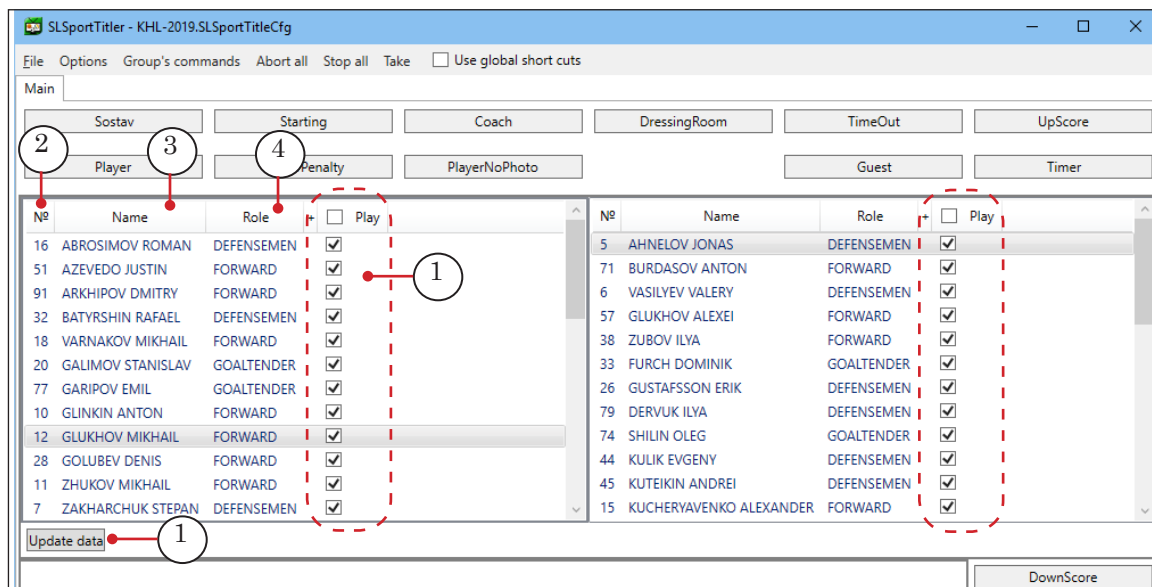 SLSportTitler - KHL-2019.SLSportTitleCfg
File Options Group's commands Abort all Stop all Take Use global short cuts
Main
Sostav Starting Coach DressingRoom TimeOut UpScore
2 3 4
Player Penalty PlayerNoPhoto Guest Timer
№ Name Role + Play № Name Role + Play
16 ABROSIMOV ROMAN DEFENSEMEN 5 AHNELOV JONAS DEFENSEMEN
51 AZEVEDO JUSTIN FORWARD 1 71 BURDASOV ANTON FORWARD
91 ARKHIPOV DMITRY FORWARD 6 VASILYEV VALERY DEFENSEMEN
32 BATYRSHIN RAFAEL DEFENSEMEN 57 GLUKHOV ALEXEI FORWARD
18 VARNAKOV MIKHAIL FORWARD 38 ZUBOV ILYA FORWARD
20 GALIMOV STANISLAV GOALTENDER 33 FURCH DOMINIK GOALTENDER
77 GARIPOV EMIL GOALTENDER 26 GUSTAFSSON ERIK DEFENSEMEN
10 GLINKIN ANTON FORWARD 79 DERVUK ILYA DEFENSEMEN
12 GLUKHOV MIKHAIL FORWARD 74 SHILIN OLEG GOALTENDER
28 GOLUBEV DENIS FORWARD 44 KULIK EVGENY DEFENSEMEN
11 ZHUKOV MIKHAIL FORWARD 45 KUTEIKIN ANDREI DEFENSEMEN
7 ZAKHARCHUK STEPAN DEFENSEMEN 15 KUCHERYAVENKO ALEXANDER FORWARD
Update data 1
DownScore